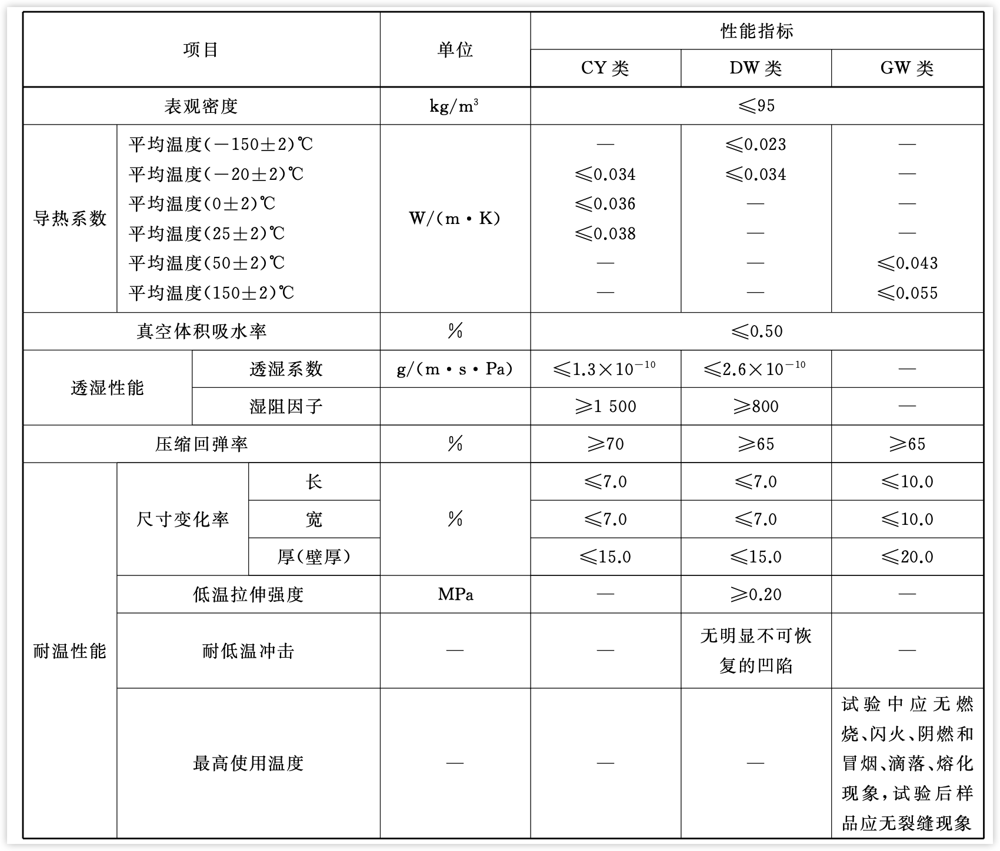 项目 单位 性能指标
CY 类 DW 类 GW 类
表观密度 kg/m³ ≤95
导热系数 W/(m·K)
平均温度(−150±2)℃ — ≤0.023 —
平均温度(−20±2)℃ ≤0.034 ≤0.034 —
平均温度(0±2)℃ ≤0.036 — —
平均温度(25±2)℃ ≤0.038 — —
平均温度(50±2)℃ — — ≤0.043
平均温度(150±2)℃ — — ≤0.055
真空体积吸水率 % ≤0.50
透湿性能
透湿系数 g/(m·s·Pa) ≤1.3×10⁻¹⁰ ≤2.6×10⁻¹⁰ —
湿阻因子 ≥1 500 ≥800 —
压缩回弹率 % ≥70 ≥65 ≥65
耐温性能
尺寸变化率 %
长 ≤7.0 ≤7.0 ≤10.0
宽 ≤7.0 ≤7.0 ≤10.0
厚(壁厚) ≤15.0 ≤15.0 ≤20.0
低温拉伸强度 MPa — ≥0.20 —
耐低温冲击 — —
无明显不可恢
复的凹陷
—
最高使用温度 — — —
试验中应无燃
烧、闪火、阴燃和
冒烟、滴落、熔化
现象,试验后样
品应无裂缝现象